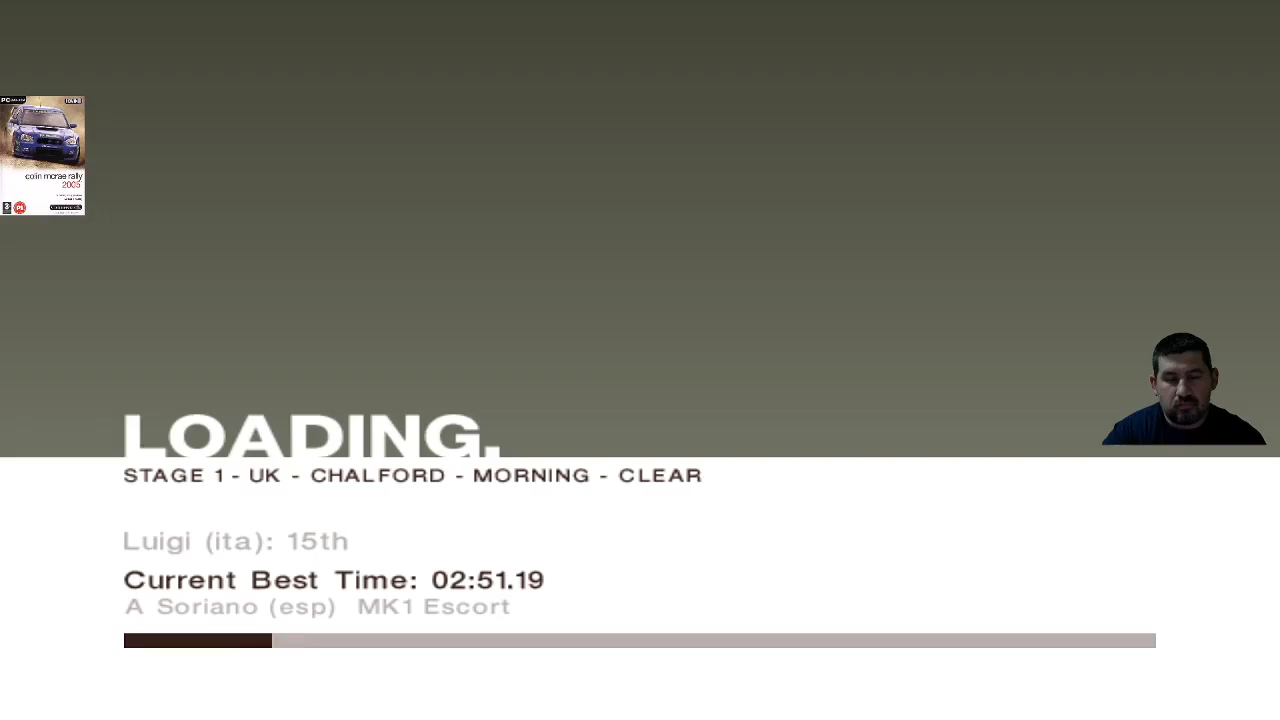 PC
colin mcrae rally
2005
LOADING.
STAGE 1 - UK - CHALFORD - MORNING - CLEAR
Luigi (ita): 15th
Current Best Time: 02:51.19
A Soriano (esp) MK1 Escort